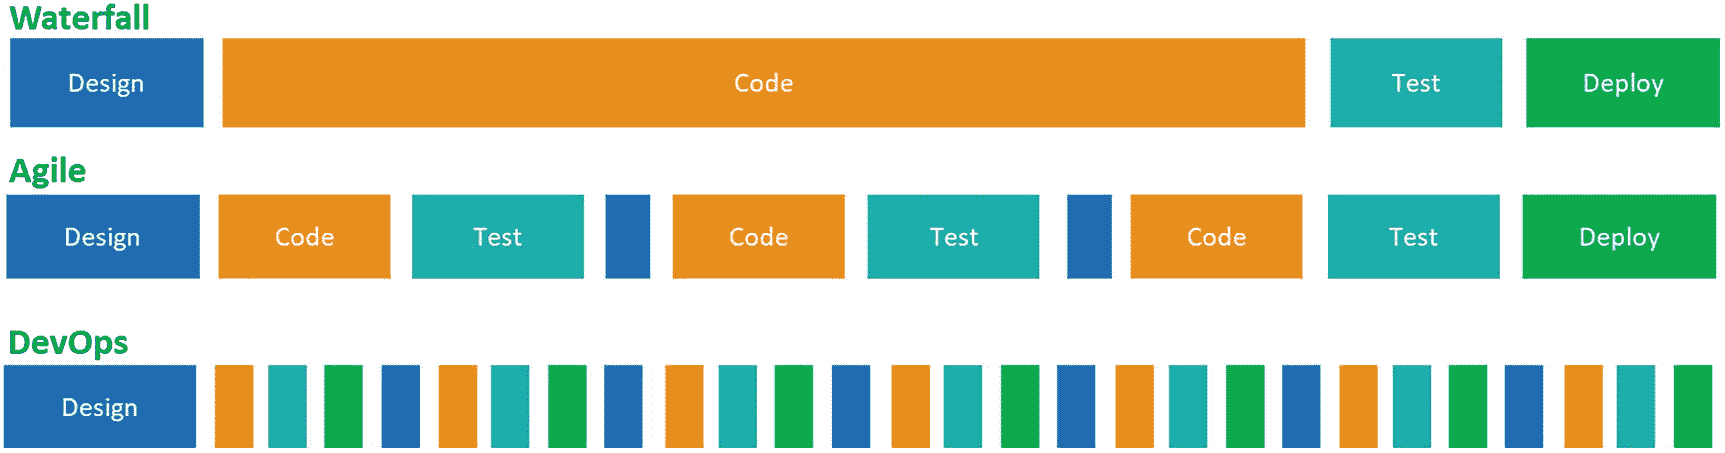 Waterfall
Design Code Test Deploy
Agile
Design Code Test Code Test Code Test Deploy
DevOps
Design